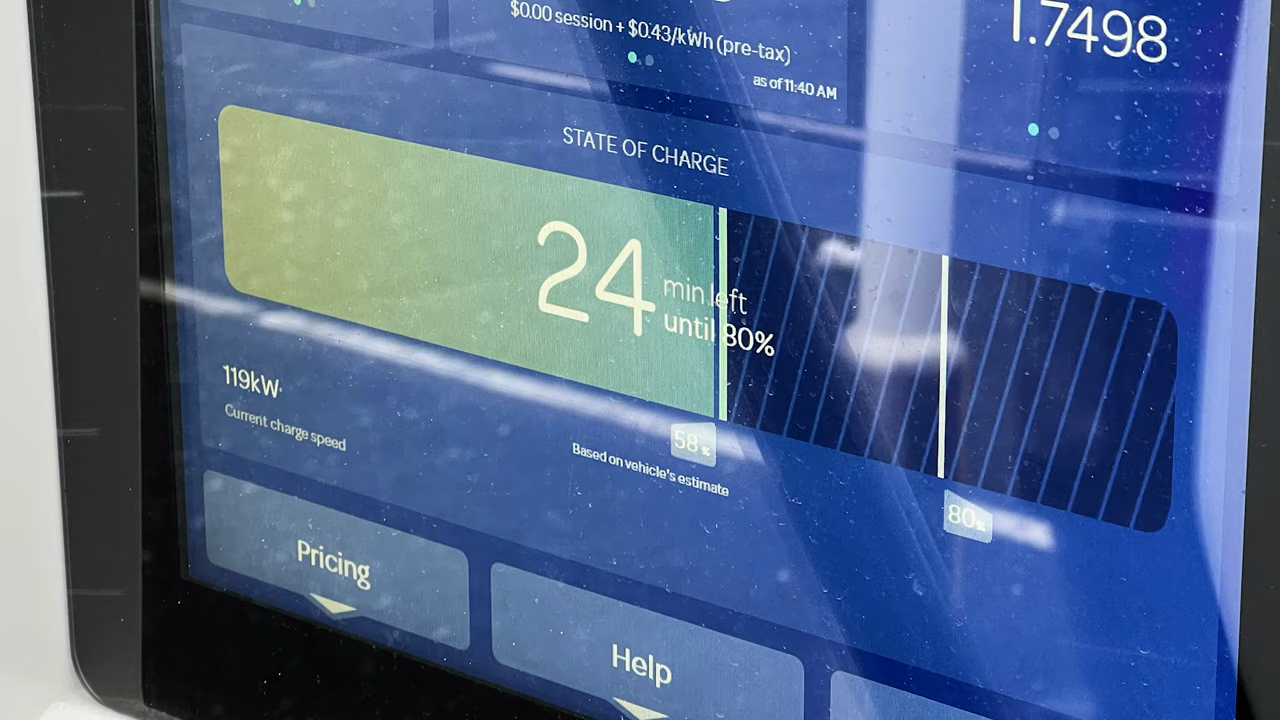 $0.00 session + $0.43/kWh (pre-tax)
as of 11:40 AM
1.7498
STATE OF CHARGE
24 min left
until 80%
119kW
Current charge speed
58%
Based on vehicle's estimate
80%
Pricing
Help